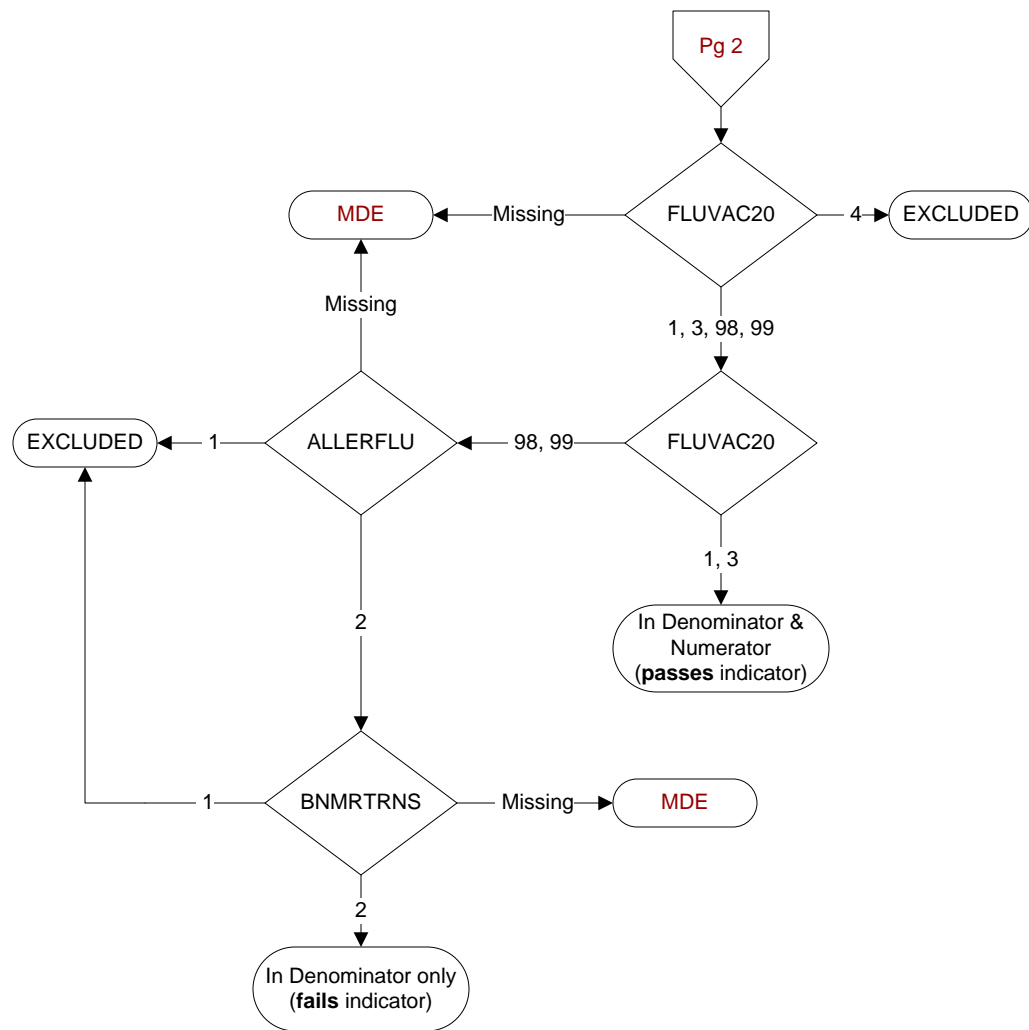 Pg 2
MDE
Missing
FLUVAC20
4
EXCLUDED
Missing
1, 3, 98, 99
EXCLUDED
1
ALLERFLU
98, 99
FLUVAC20
1, 3
2
In Denominator &
Numerator
(passes indicator)
1
BNMRTRNS
Missing
MDE
2
In Denominator only
(fails indicator)